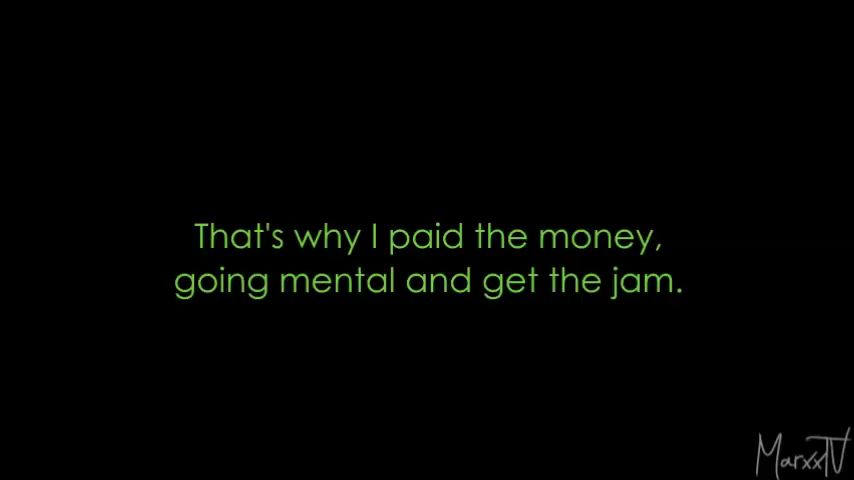 That's why I paid the money,
going mental and get the jam.
MarxxTV